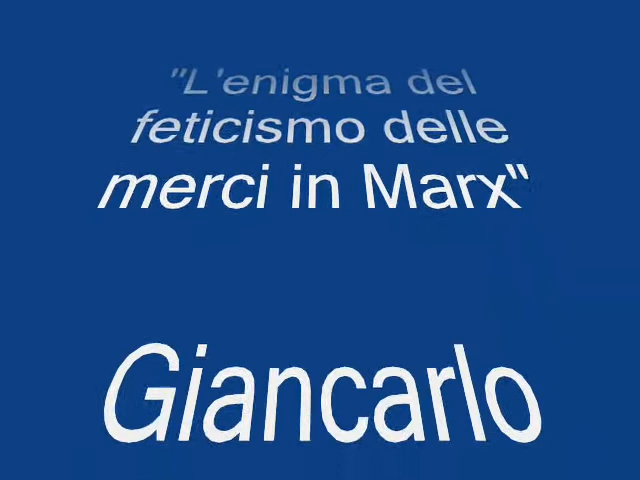 "L'enigma del
feticismo delle
merci in Marx"
Giancarlo